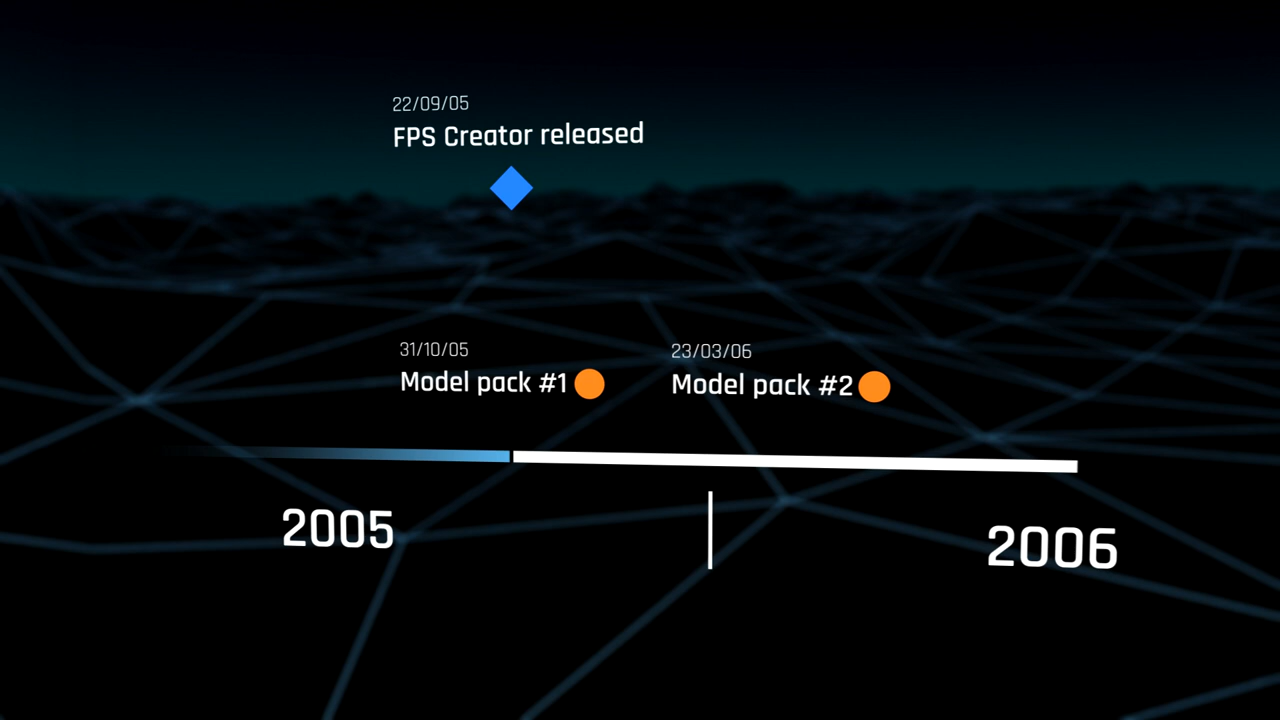 22/09/05
FPS Creator released
31/10/05
Model pack #1
23/03/06
Model pack #2
2005
2006